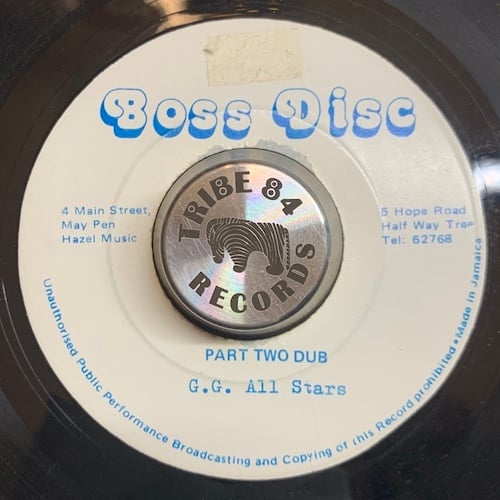 Boss Disc
4 Main Street,
May Pen
Hazel Music
5 Hope Road
Half Way Tree
Tel: 62768
TRIBE 84
RECORDS
PART TWO DUB
G.G. All Stars
Unauthorised Public Performance Broadcasting and Copying of this Record prohibited • Made in Jamaica